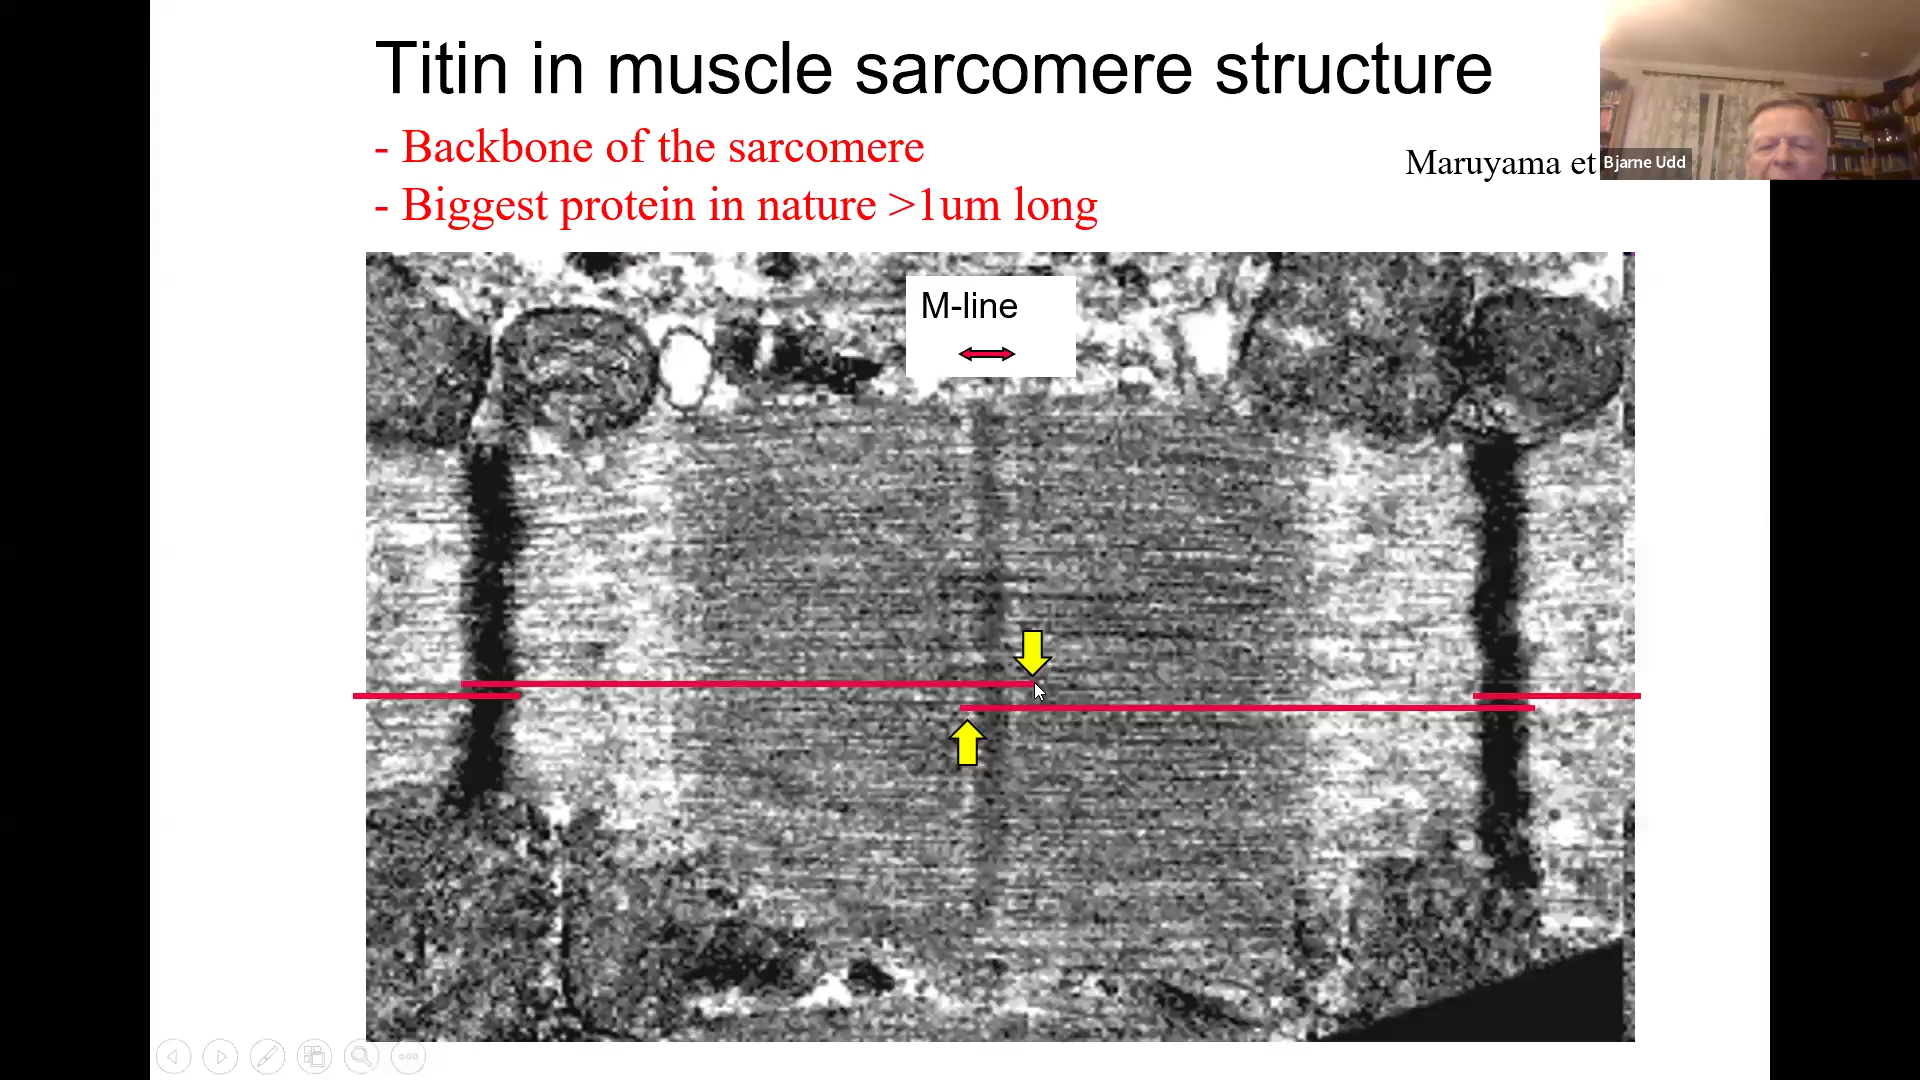 Titin in muscle sarcomere structure
- Backbone of the sarcomere
Maruyama et
Bjarne Udd
- Biggest protein in nature >1um long
M-line